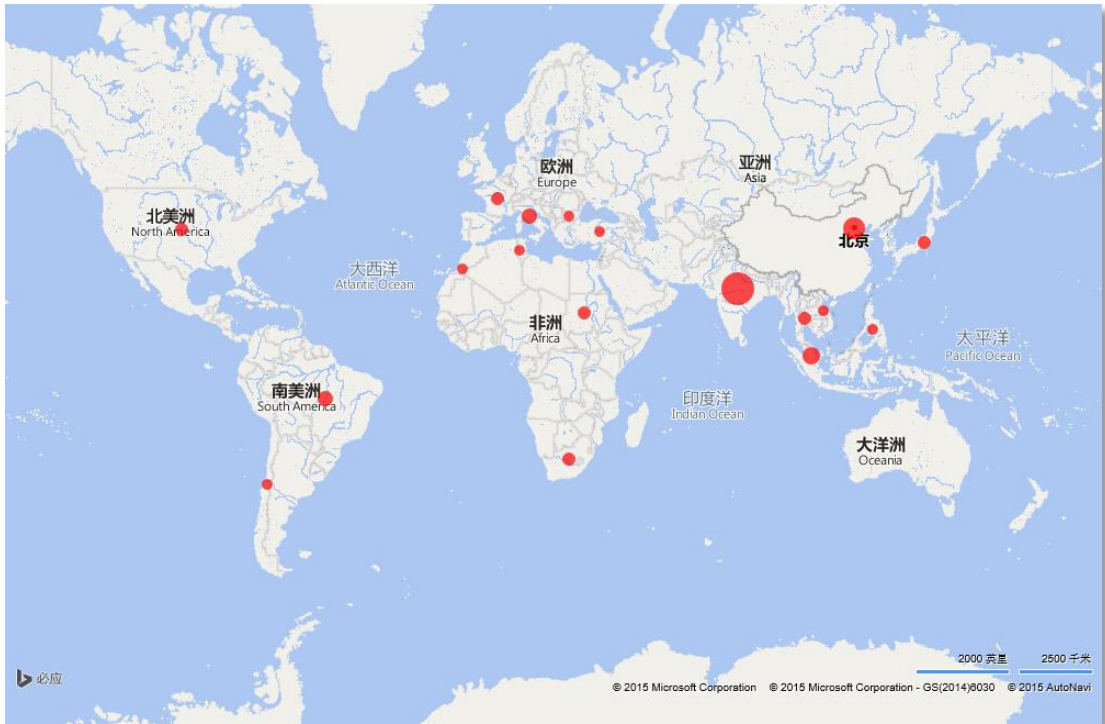 欧洲
Europe
亚洲
Asia
北美洲
North America
北京
大西洋
Atlantic Ocean
非洲
Africa
太平洋
Pacific Ocean
南美洲
South America
印度洋
Indian Ocean
大洋洲
Oceania
必应
2000 英里 2500 千米
© 2015 Microsoft Corporation © 2015 Microsoft Corporation - GS(2014)6030 © 2015 AutoNavi